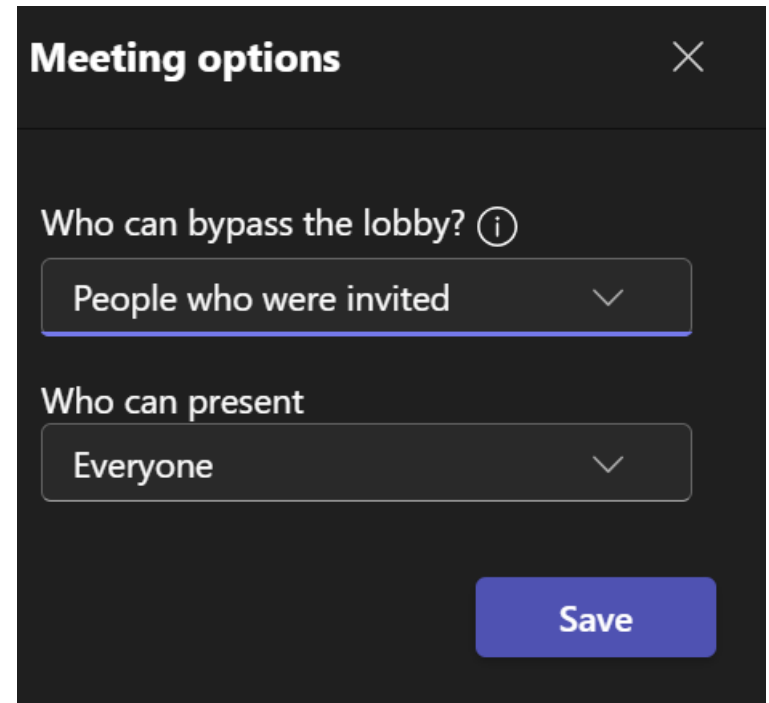 Meeting options
Who can bypass the lobby?
People who were invited
Who can present
Everyone
Save